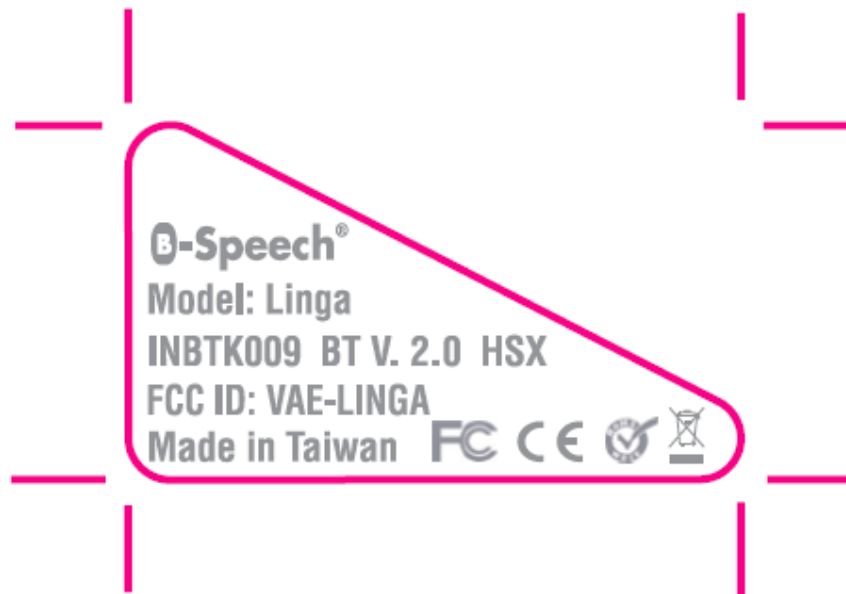 B-Speech®
Model: Linga
INBTK009 BT V. 2.0 HSX
FCC ID: VAE-LINGA
Made in Taiwan FC CE